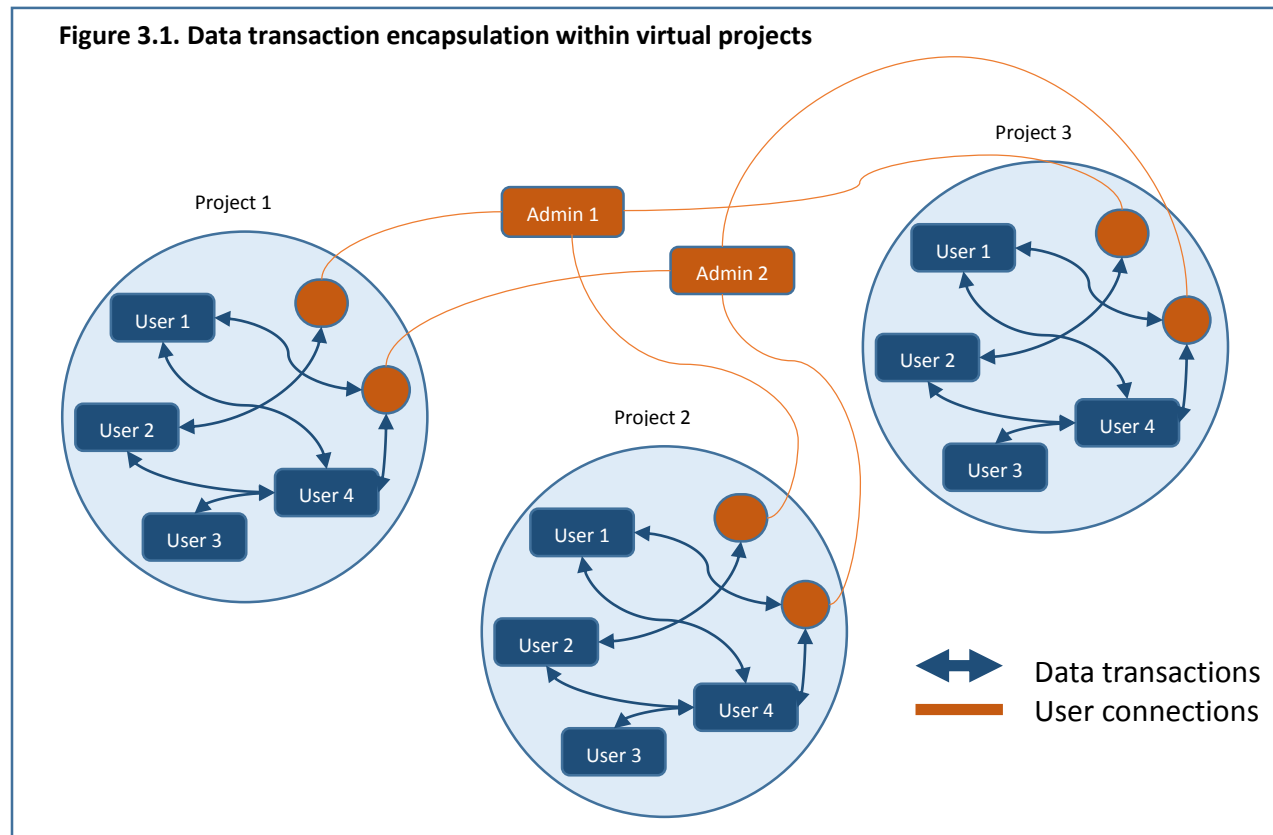 Figure 3.1. Data transaction encapsulation within virtual projects
Project 1
User 1
User 2
User 4
User 3
Admin 1
Admin 2
Project 2
User 1
User 2
User 4
User 3
Project 3
User 1
User 2
User 4
User 3
Data transactions
User connections